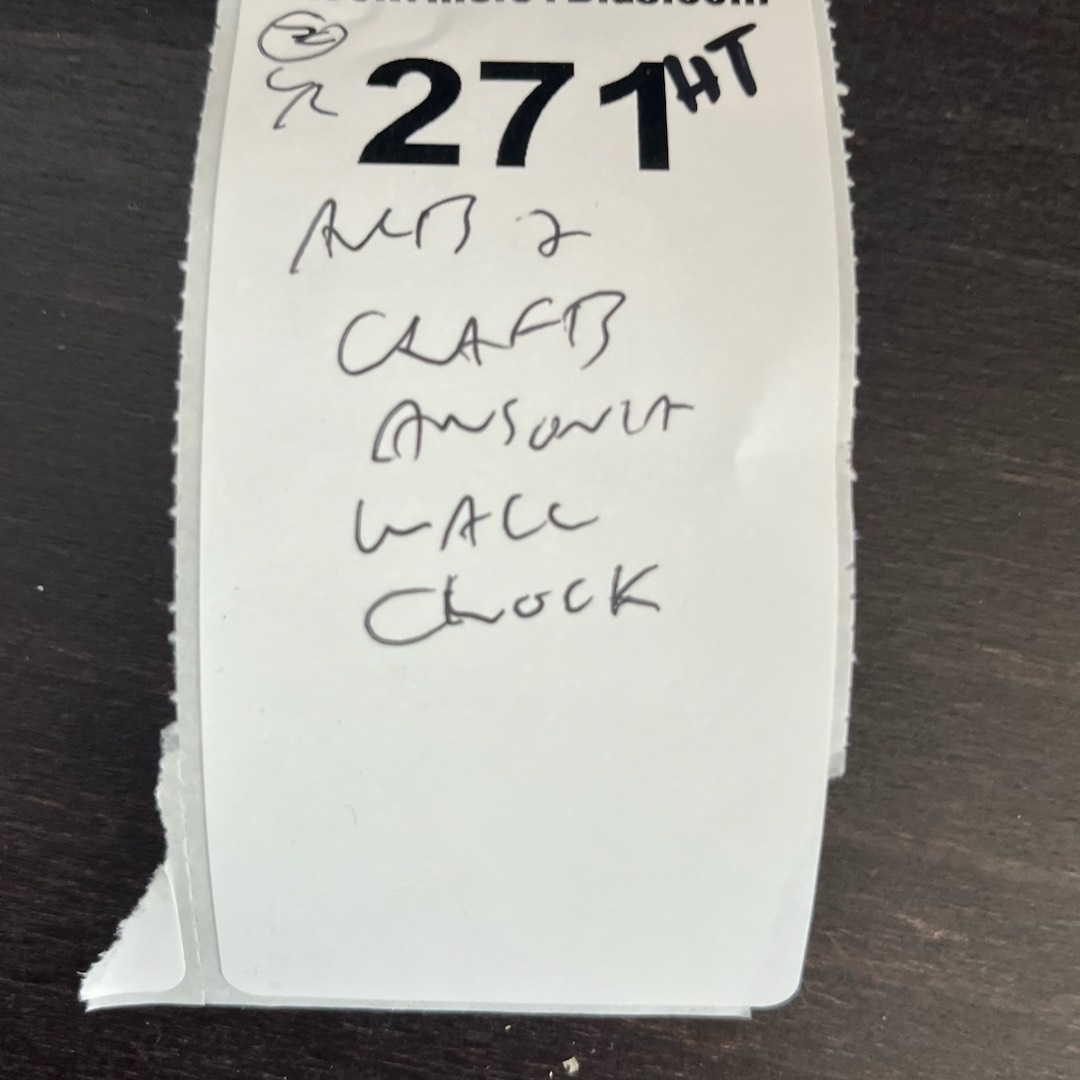 271 HT
ARTS &
CRAFTS
ANSONIA
WALL
CLOCK